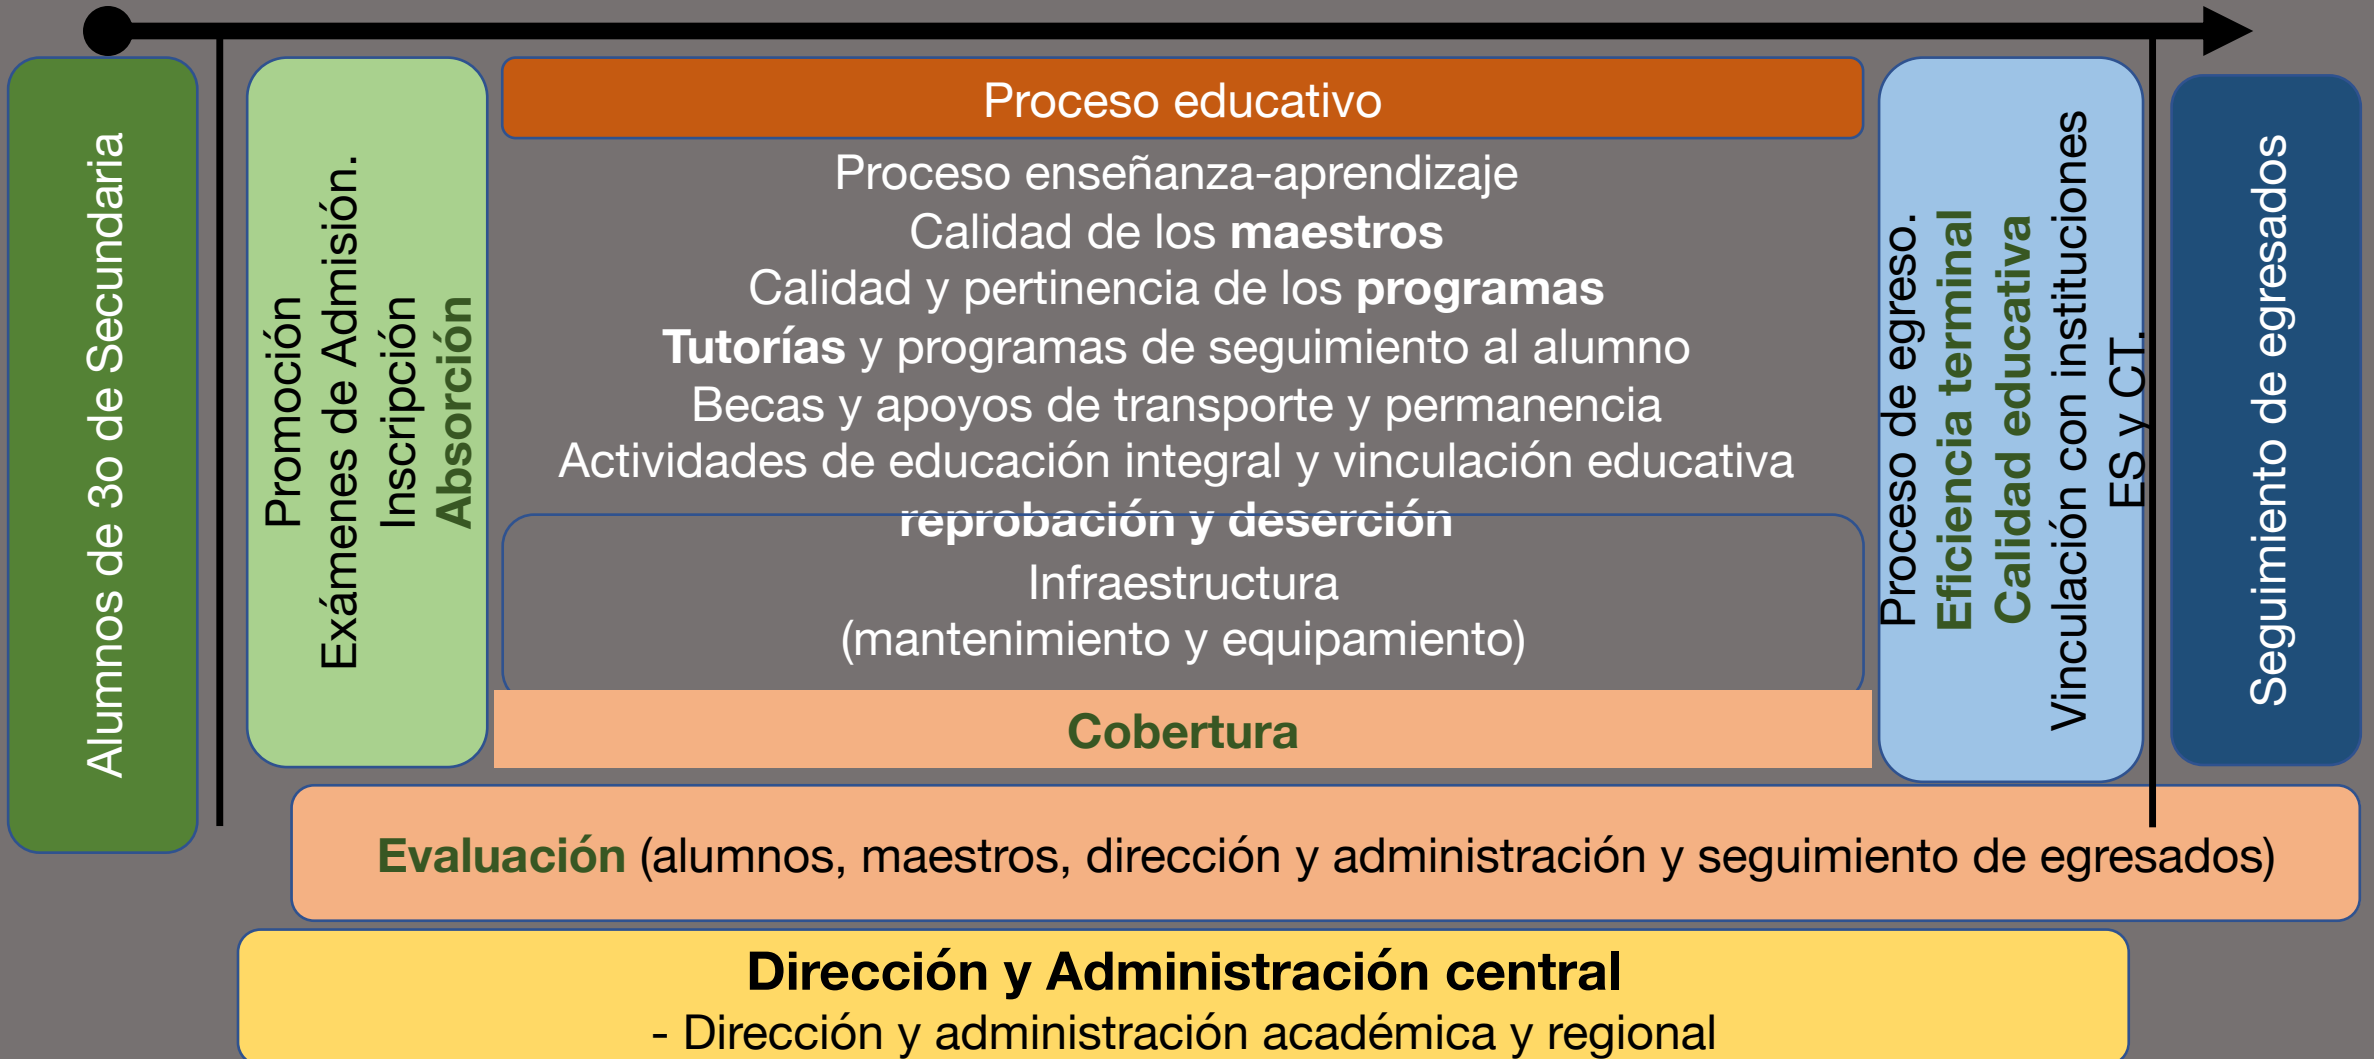 Alumnos de 3o de Secundaria
Promoción
Exámenes de Admisión.
Inscripción
Absorción
Proceso educativo
Proceso enseñanza-aprendizaje
Calidad de los maestros
Calidad y pertinencia de los programas
Tutorías y programas de seguimiento al alumno
Becas y apoyos de transporte y permanencia
Actividades de educación integral y vinculación educativa
reprobación y deserción
Infraestructura
(mantenimiento y equipamiento)
Cobertura
Proceso de egreso.
Eficiencia terminal
Calidad educativa
Vinculación con instituciones
ES y CT.
Seguimiento de egresados
Evaluación (alumnos, maestros, dirección y administración y seguimiento de egresados)
Dirección y Administración central
- Dirección y administración académica y regional